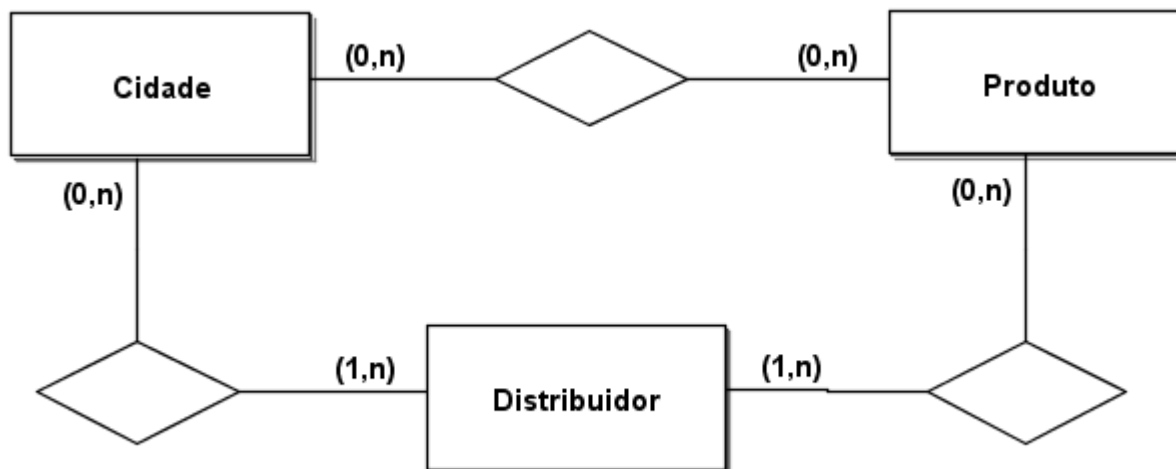 (0,n) (0,n)
Cidade Produto
(0,n) (0,n)
(1,n) (1,n)
Distribuidor